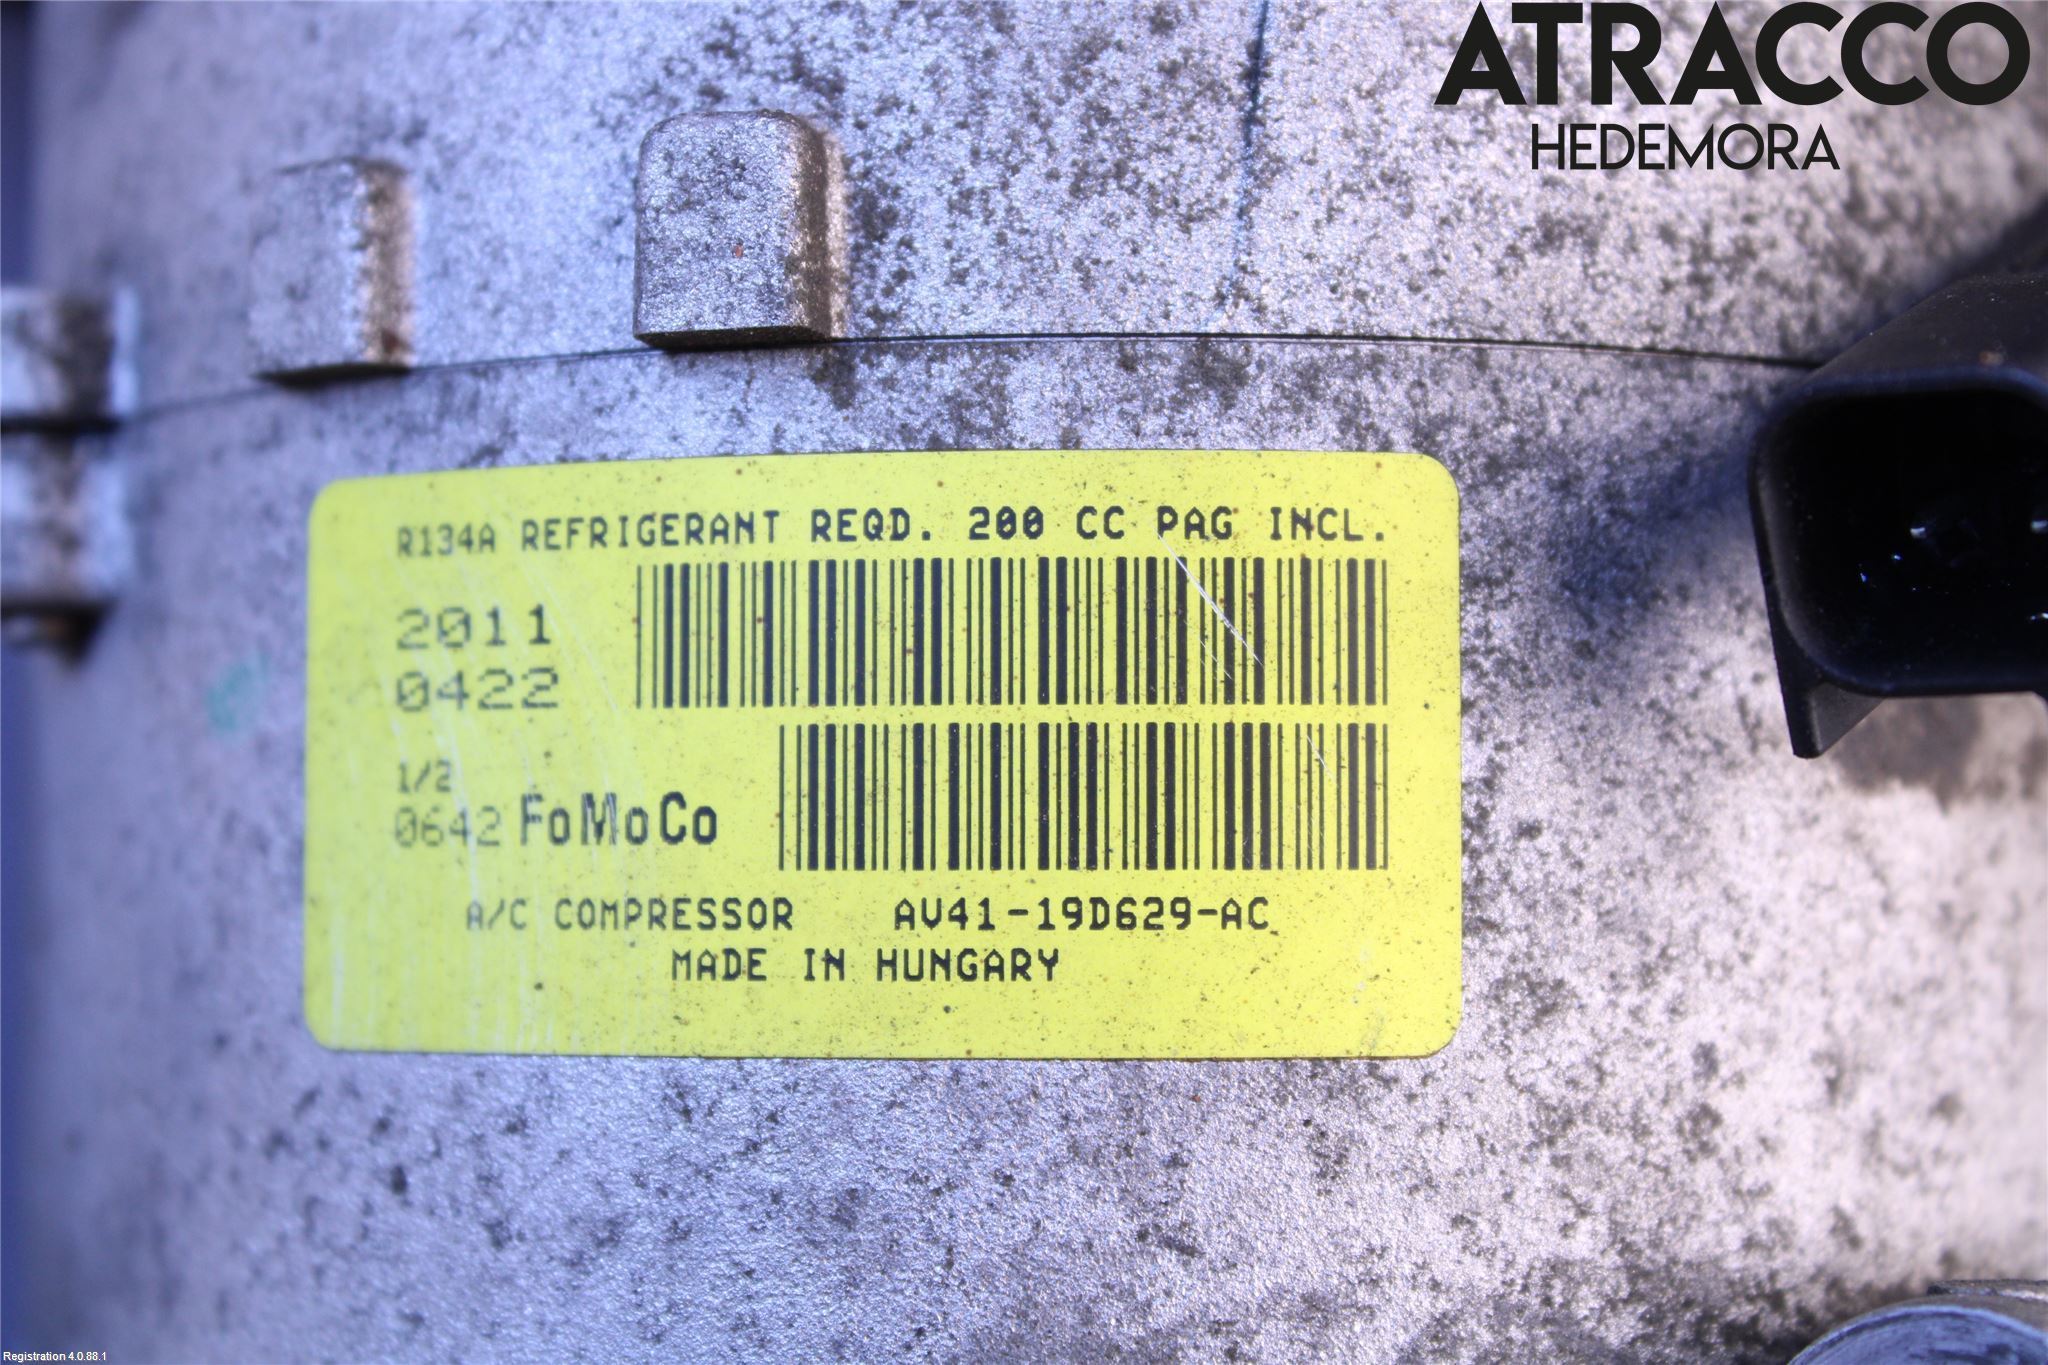 ATRACCO
HEDEMORA
R134A REFRIGERANT REQD. 200 CC PAG INCL.
2011
0422
1/2
0642 FoMoCo
A/C COMPRESSOR AV41-19D629-AC
MADE IN HUNGARY
Registration 4.0.88.1